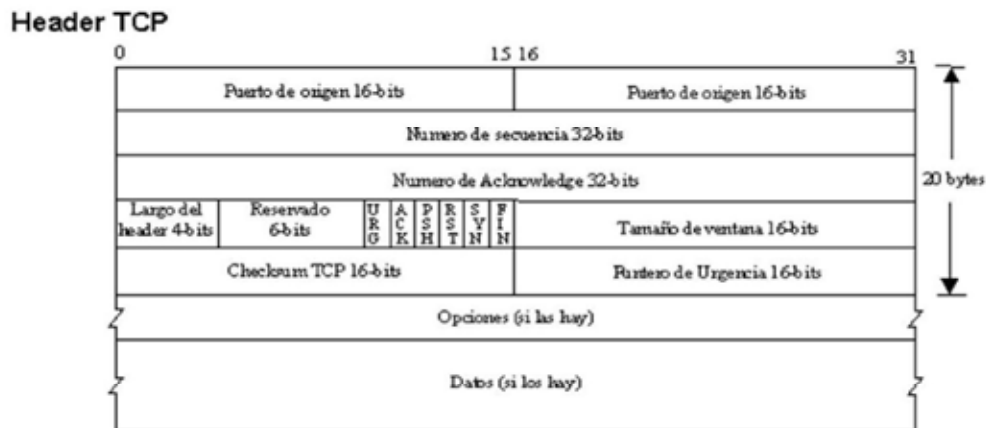 Header TCP
0 15 16 31
Puerto de origen 16-bits Puerto de origen 16-bits
Numero de secuencia 32-bits
Numero de Acknowledge 32-bits
20 bytes
Largo del header 4-bits Reservado 6-bits URG ACK PSH RST SYN FIN Tamaño de ventana 16-bits
Checksum TCP 16-bits Puntero de Urgencia 16-bits
Opciones (si las hay)
Datos (si los hay)